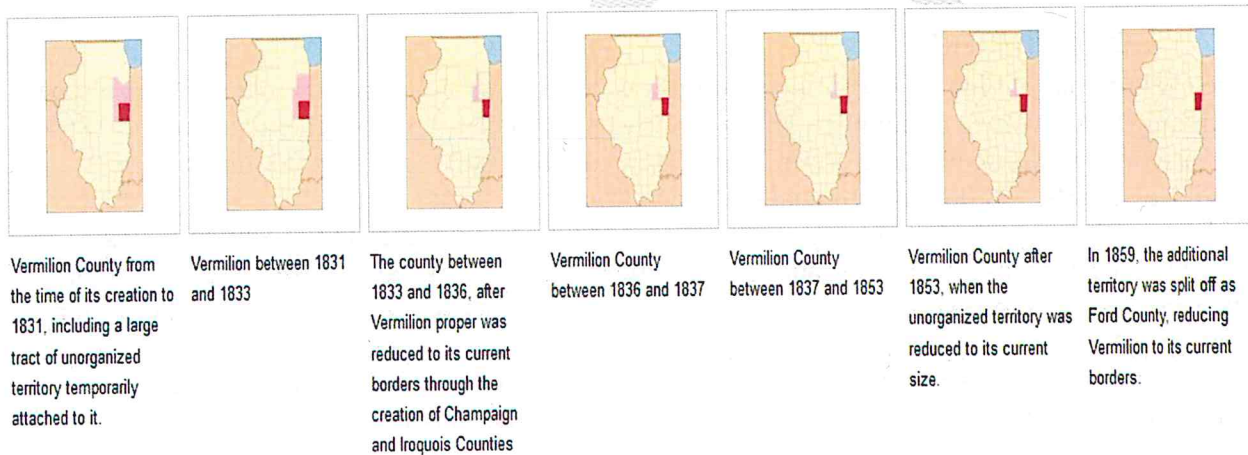 Vermilion County from
the time of its creation to
1831, including a large
tract of unorganized
territory temporarily
attached to it.
Vermilion between 1831
and 1833
The county between
1833 and 1836, after
Vermilion proper was
reduced to its current
borders through the
creation of Champaign
and Iroquois Counties
Vermilion County
between 1836 and 1837
Vermilion County
between 1837 and 1853
Vermilion County after
1853, when the
unorganized territory was
reduced to its current
size.
In 1859, the additional
territory was split off as
Ford County, reducing
Vermilion to its current
borders.